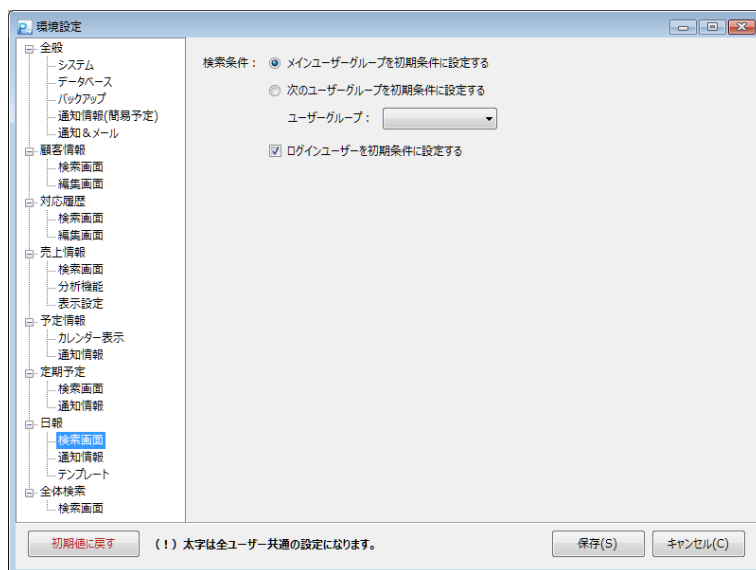 環境設定
全般
システム
データベース
バックアップ
通知情報(簡易予定)
通知＆メール
顧客情報
検索画面
編集画面
対応履歴
検索画面
編集画面
売上情報
検索画面
分析機能
表示設定
予定情報
カレンダー表示
通知情報
定期予定
検索画面
通知情報
日報
検索画面
通知情報
テンプレート
全体検索
検索画面
検索条件： メインユーザーグループを初期条件に設定する
次のユーザーグループを初期条件に設定する
ユーザーグループ：
ログインユーザーを初期条件に設定する
初期値に戻す （！）太字は全ユーザー共通の設定になります。 保存(S) キャンセル(C)